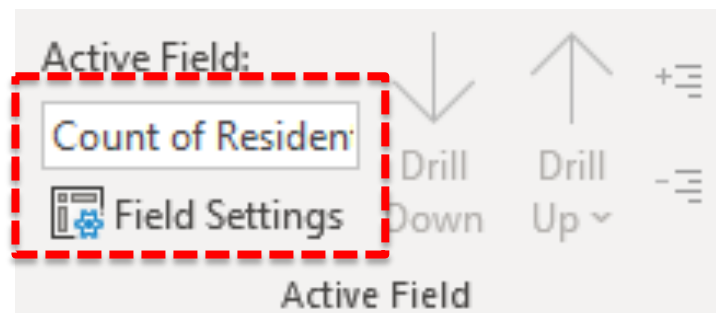 Active Field:
Count of Residen
Field Settings
Drill
Down
Drill
Up
Active Field